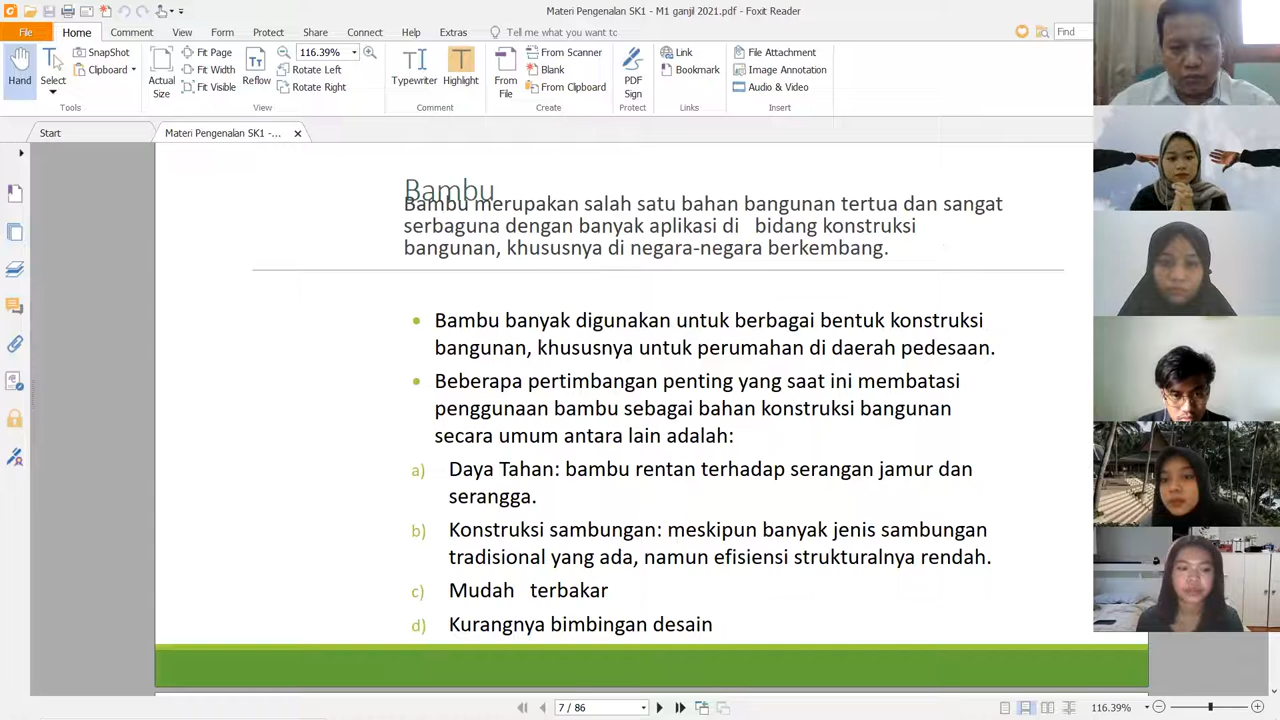 Materi Pengenalan SK1 - M1 ganjil 2021.pdf - Foxit Reader
File Home Comment View Form Protect Share Connect Help Extras Tell me what you want to Find
Hand
Select
SnapShot
Clipboard
Tools
Actual
Size
Fit Page
Fit Width
Fit Visible
Reflow
116.39%
Rotate Left
Rotate Right
View
Typewriter
Highlight
Comment
From
File
From Scanner
Blank
From Clipboard
Create
PDF
Sign
Protect
Link
Bookmark
Links
File Attachment
Image Annotation
Audio & Video
Insert
Start
Materi Pengenalan SK1 -...
Bambu
Bambu merupakan salah satu bahan bangunan tertua dan sangat
serbaguna dengan banyak aplikasi di bidang konstruksi
bangunan, khususnya di negara-negara berkembang.
• Bambu banyak digunakan untuk berbagai bentuk konstruksi
bangunan, khususnya untuk perumahan di daerah pedesaan.
• Beberapa pertimbangan penting yang saat ini membatasi
penggunaan bambu sebagai bahan konstruksi bangunan
secara umum antara lain adalah:
a) Daya Tahan: bambu rentan terhadap serangan jamur dan
serangga.
b) Konstruksi sambungan: meskipun banyak jenis sambungan
tradisional yang ada, namun efisiensi strukturalnya rendah.
c) Mudah terbakar
d) Kurangnya bimbingan desain
7 / 86
116.39%